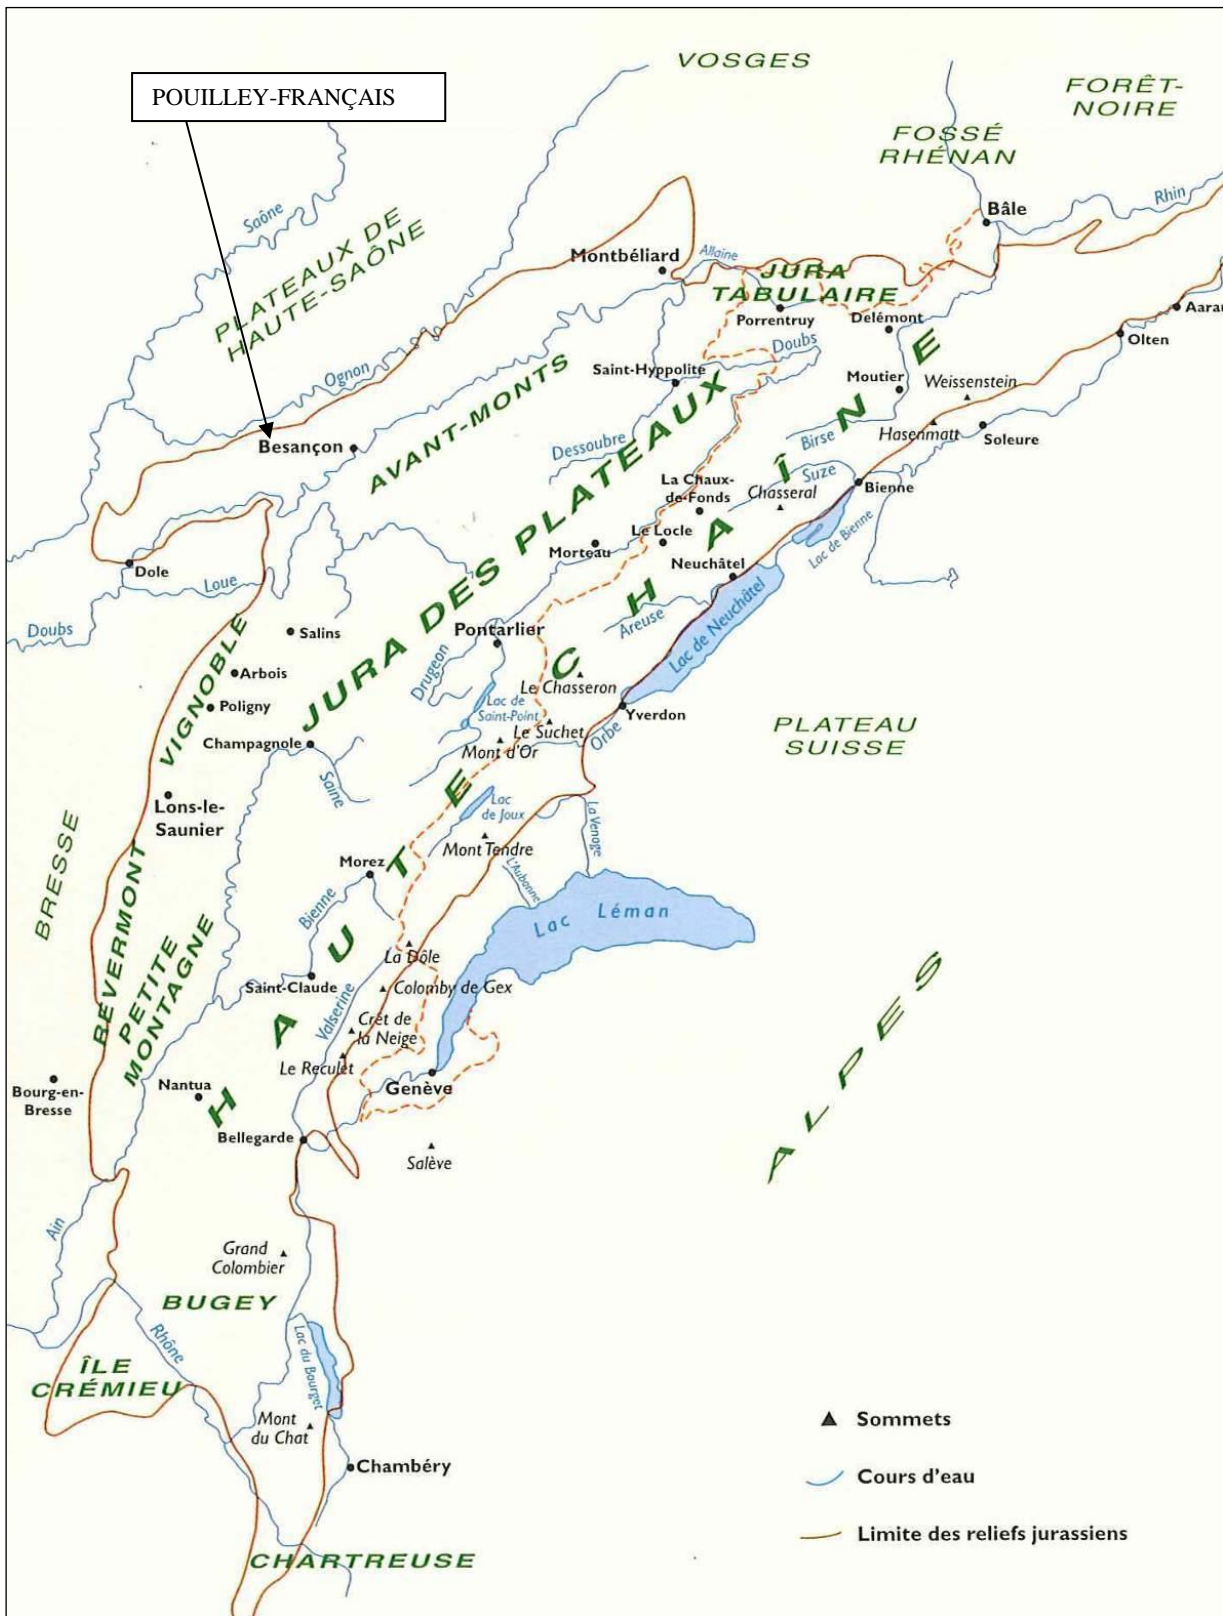 VOSGES
POUILLEY-FRANÇAIS
FORÊT-
NOIRE
FOSSÉ
RHÉNAN
Rhin
Bâle
Saône
PLATEAUX DE
HAUTE-SAÔNE
Montbéliard
Allaine
JURA
TABULAIRE
Porrentruy
Delémont
Aarau
Olten
Ognon
Doubs
Saint-Hyppolite
Moutier
Weissenstein
AVANT-MONTS
Besançon
Dessoubre
Birse
Hasenmatt
Soleure
Suze
La Chaux-
de-Fonds
Chasseral
Bienne
Le Locle
Morteau
Lac de Bienne
Neuchâtel
Dole
Loue
JURA DES PLATEAUX
Areuse
Lac de Neuchâtel
Doubs
Salins
Pontarlier
VIGNOBLE
Arbois
Drugeon
Le Chasseron
Poligny
Lac de
Saint-Point
Yverdon
PLATEAU
SUISSE
Champagnole
Le Suchet
Orbe
Mont d'Or
Saine
Lons-le-
Saunier
Lac
de Joux
La Venoge
BRESSE
Mont Tendre
L'Aubonne
Morez
REVERMONT
Bienne
Lac Léman
PETITE
MONTAGNE
La Dôle
Saint-Claude
Valserine
Colomby de Gex
Crêt de
la Neige
Le Reculet
HAUTE CHAÎNE
ALPES
Genève
Bourg-en-
Bresse
Nantua
Bellegarde
Salève
Ain
Grand
Colombier
BUGEY
Rhône
Lac du Bourget
ÎLE
CRÉMIEU
Mont
du Chat
Chambéry
CHARTREUSE
Sommets
Cours d'eau
Limite des reliefs jurassiens